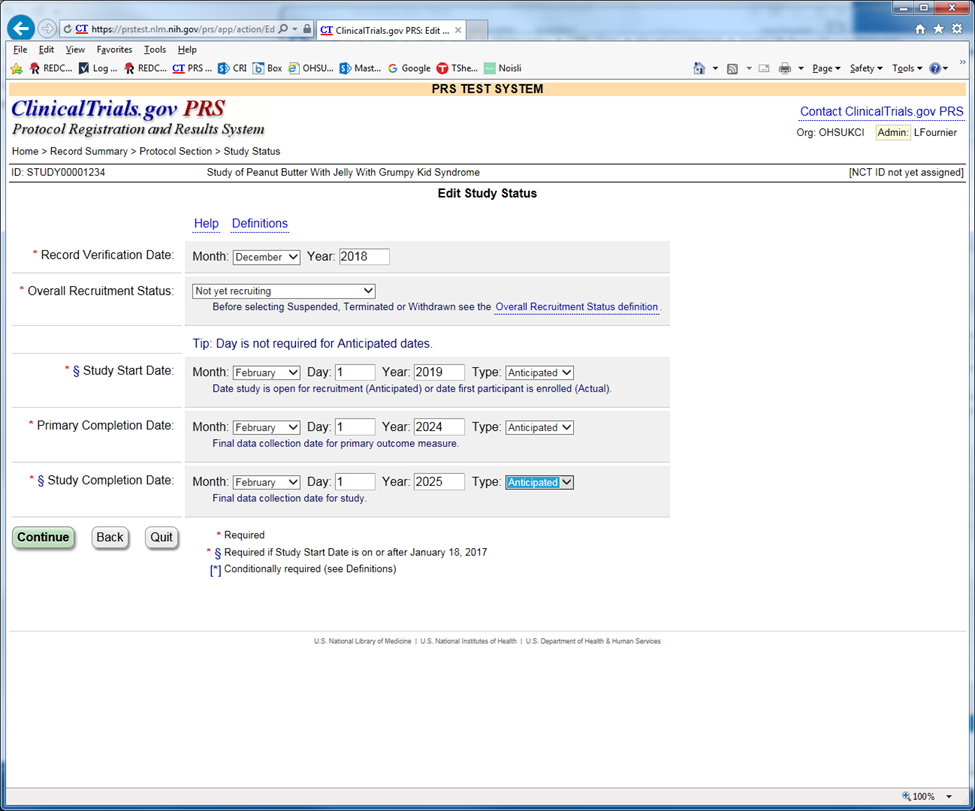 https://prstest.nlm.nih.gov/prs/app/action/Ed
ClinicalTrials.gov PRS: Edit ...
File Edit View Favorites Tools Help
REDC... Log ... REDC... CT PRS ... CRI Box OHSU... Mast... Google TShe... Noisli
Page Safety Tools
PRS TEST SYSTEM
ClinicalTrials.gov PRS
Protocol Registration and Results System
Contact ClinicalTrials.gov PRS
Org: OHSUKCI Admin: LFournier
Home > Record Summary > Protocol Section > Study Status
ID: STUDY00001234 Study of Peanut Butter With Jelly With Grumpy Kid Syndrome [NCT ID not yet assigned]
Edit Study Status
Help Definitions
* Record Verification Date: Month: December Year: 2018
* Overall Recruitment Status: Not yet recruiting
Before selecting Suspended, Terminated or Withdrawn see the Overall Recruitment Status definition.
Tip: Day is not required for Anticipated dates.
* § Study Start Date: Month: February Day: 1 Year: 2019 Type: Anticipated
Date study is open for recruitment (Anticipated) or date first participant is enrolled (Actual).
* Primary Completion Date: Month: February Day: 1 Year: 2024 Type: Anticipated
Final data collection date for primary outcome measure.
* § Study Completion Date: Month: February Day: 1 Year: 2025 Type: Anticipated
Final data collection date for study.
Continue Back Quit
* Required
* § Required if Study Start Date is on or after January 18, 2017
[*] Conditionally required (see Definitions)
U.S. National Library of Medicine | U.S. National Institutes of Health | U.S. Department of Health & Human Services
100%